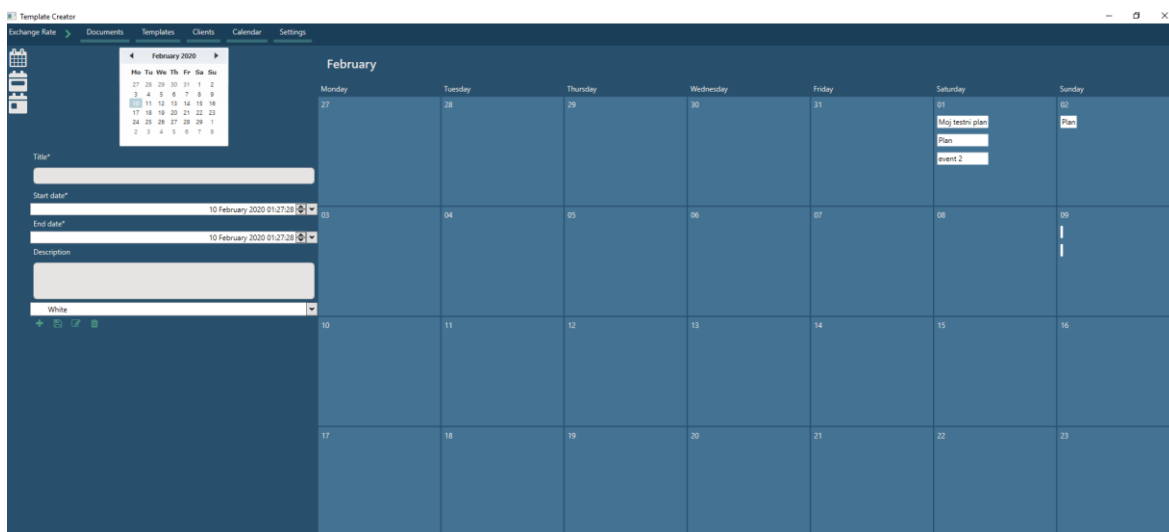 Template Creator
Exchange Rate Documents Templates Clients Calendar Settings
February 2020
Mo Tu We Th Fr Sa Su
27 28 29 30 31 1 2
3 4 5 6 7 8 9
10 11 12 13 14 15 16
17 18 19 20 21 22 23
24 25 26 27 28 29 1
2 3 4 5 6 7 8
Title*
Start date*
10 February 2020 01:27:28
End date*
10 February 2020 01:27:28
Description
White
February
Monday Tuesday Thursday Wednesday Friday Saturday Sunday
27 28 29 30 31 01 02
Moj testni plan Plan
Plan
event 2
03 04 05 06 07 08 09
10 11 12 13 14 15 16
17 18 19 20 21 22 23